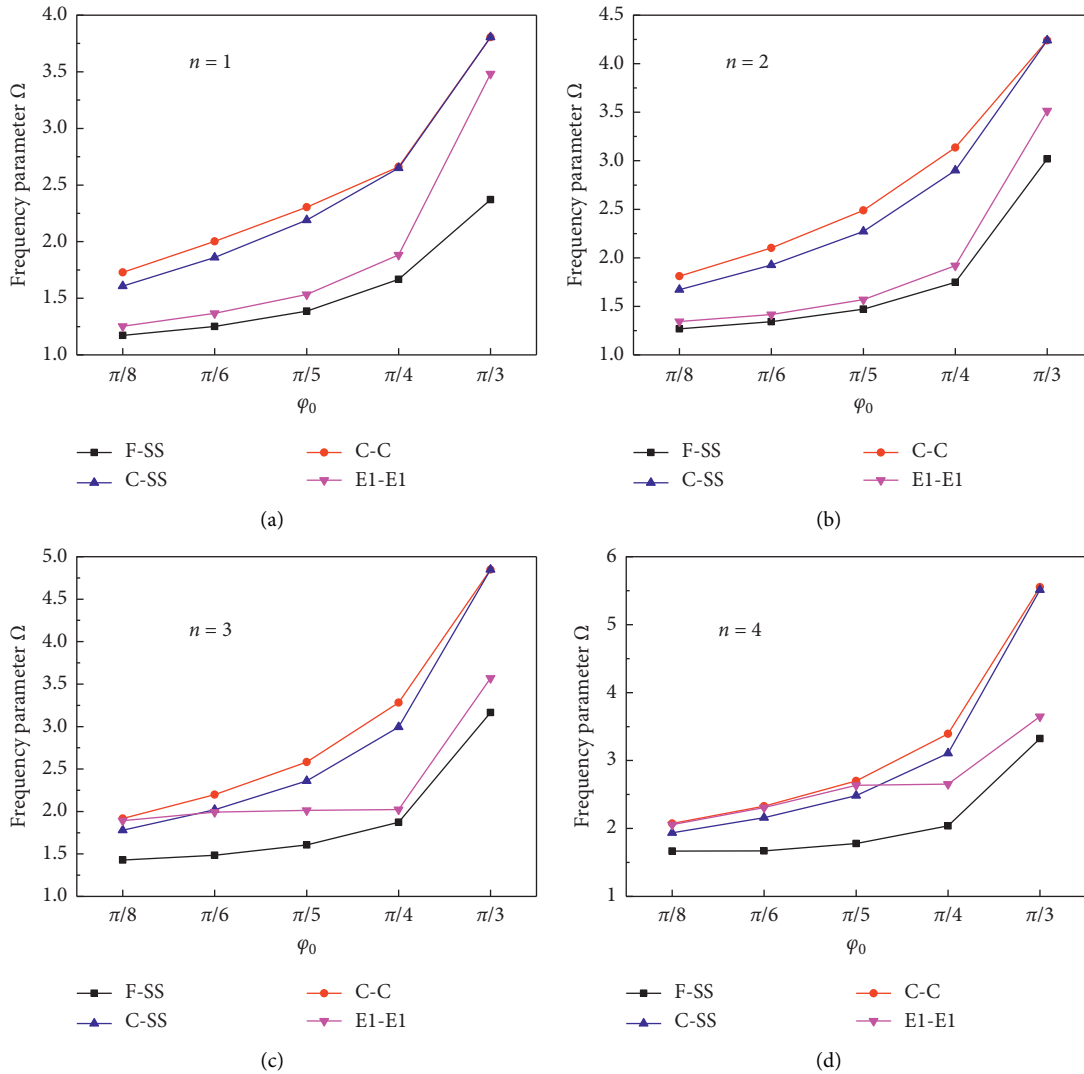 4.0
3.5
3.0
2.5
2.0
1.5
1.0
Frequency parameter Ω
n = 1
π/8 π/6 π/5 π/4 π/3
φ0
F-SS C-C
C-SS E1-E1
(a)
4.5
4.0
3.5
3.0
2.5
2.0
1.5
1.0
Frequency parameter Ω
n = 2
π/8 π/6 π/5 π/4 π/3
φ0
F-SS C-C
C-SS E1-E1
(b)
5.0
4.5
4.0
3.5
3.0
2.5
2.0
1.5
1.0
Frequency parameter Ω
n = 3
π/8 π/6 π/5 π/4 π/3
φ0
F-SS C-C
C-SS E1-E1
(c)
6
5
4
3
2
1
Frequency parameter Ω
n = 4
π/8 π/6 π/5 π/4 π/3
φ0
F-SS C-C
C-SS E1-E1
(d)